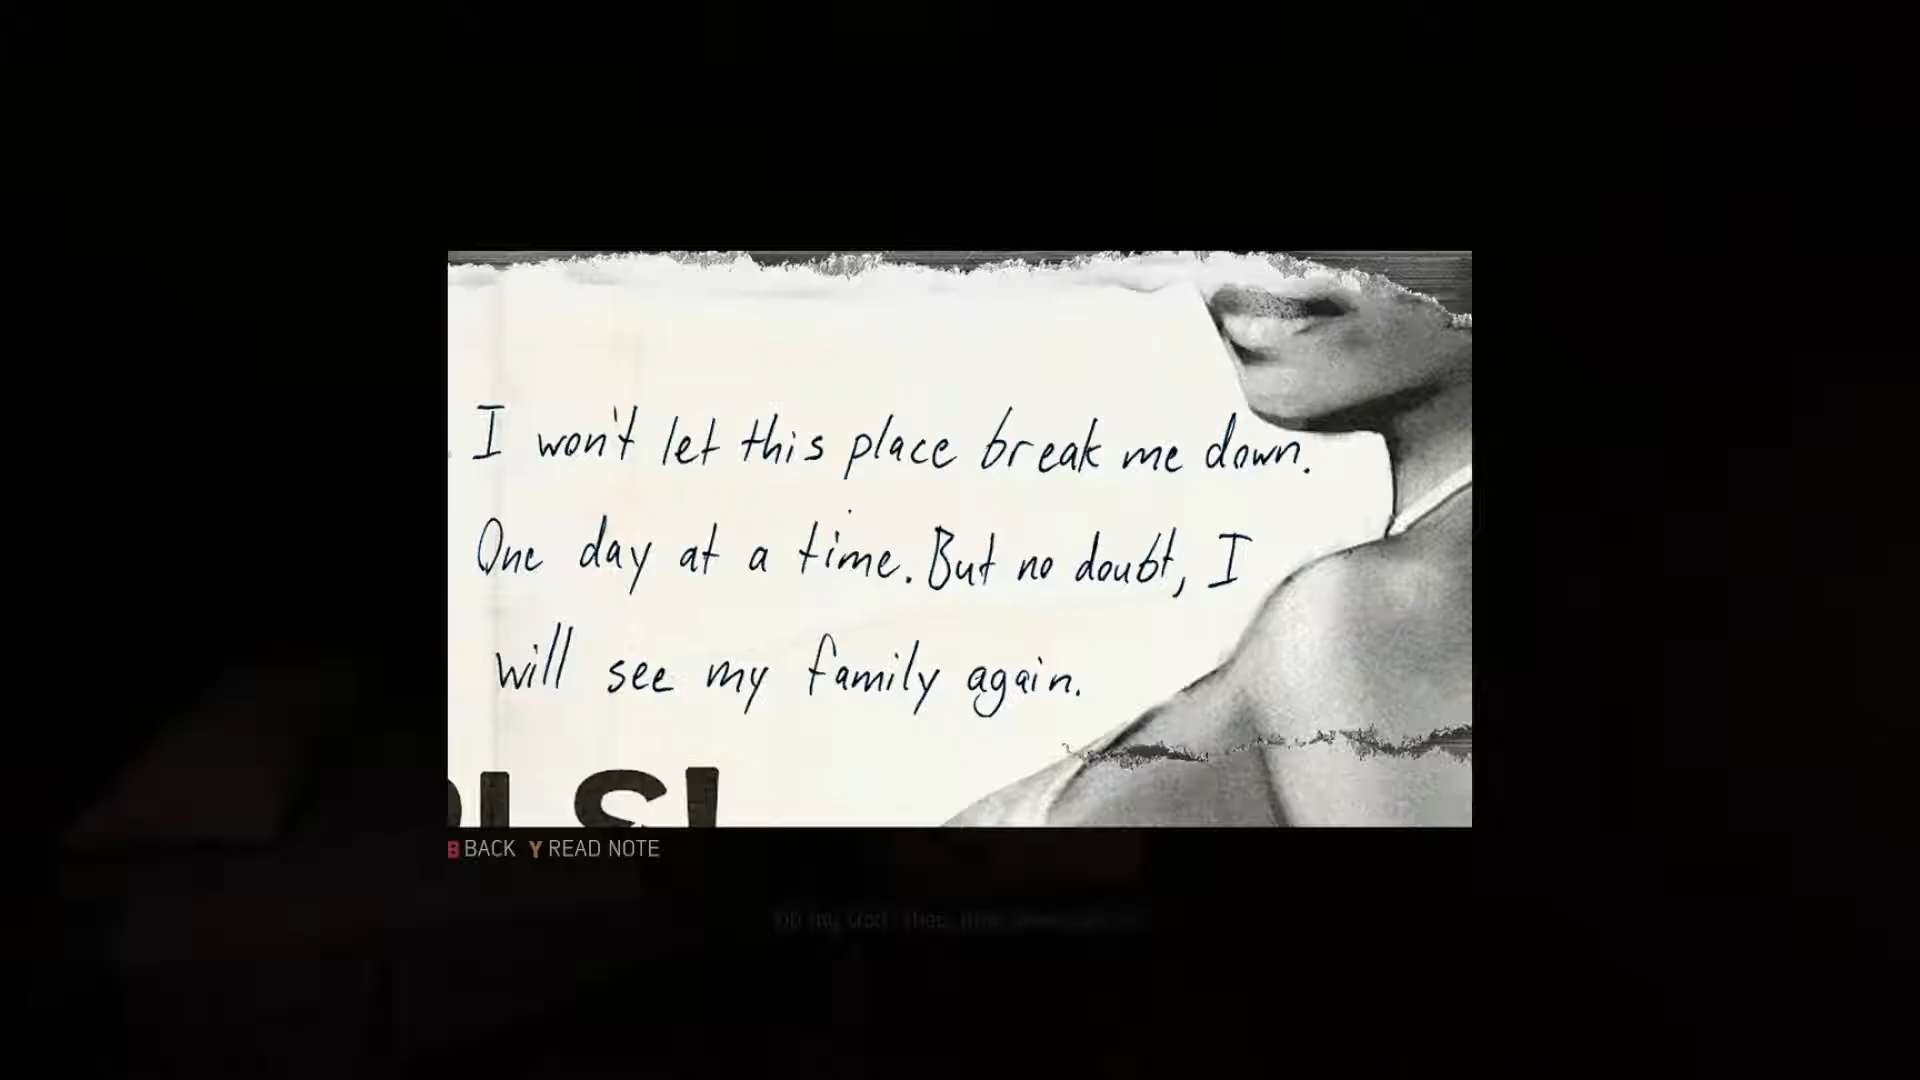 I won't let this place break me down.
One day at a time. But no doubt, I
will see my family again.
LS!
B BACK Y READ NOTE